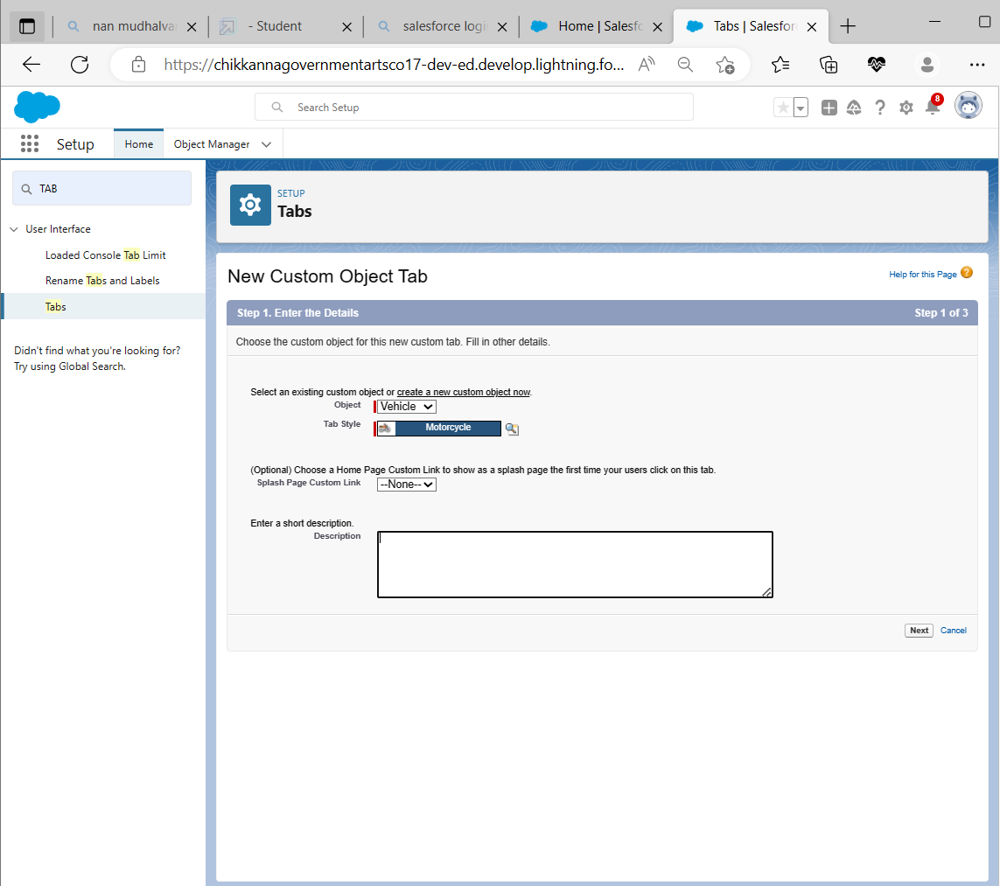 nan mudhalva
- Student
salesforce logi
Home | Salesfo
Tabs | Salesfor
https://chikkannagovernmentartsco17-dev-ed.develop.lightning.fo...
Search Setup
8
Setup
Home
Object Manager
TAB
User Interface
Loaded Console Tab Limit
Rename Tabs and Labels
Tabs
Didn't find what you're looking for?
Try using Global Search.
SETUP
Tabs
New Custom Object Tab
Help for this Page
Step 1. Enter the Details
Step 1 of 3
Choose the custom object for this new custom tab. Fill in other details.
Select an existing custom object or create a new custom object now.
Object
Vehicle
Tab Style
Motorcycle
(Optional) Choose a Home Page Custom Link to show as a splash page the first time your users click on this tab.
Splash Page Custom Link
--None--
Enter a short description.
Description
Next
Cancel